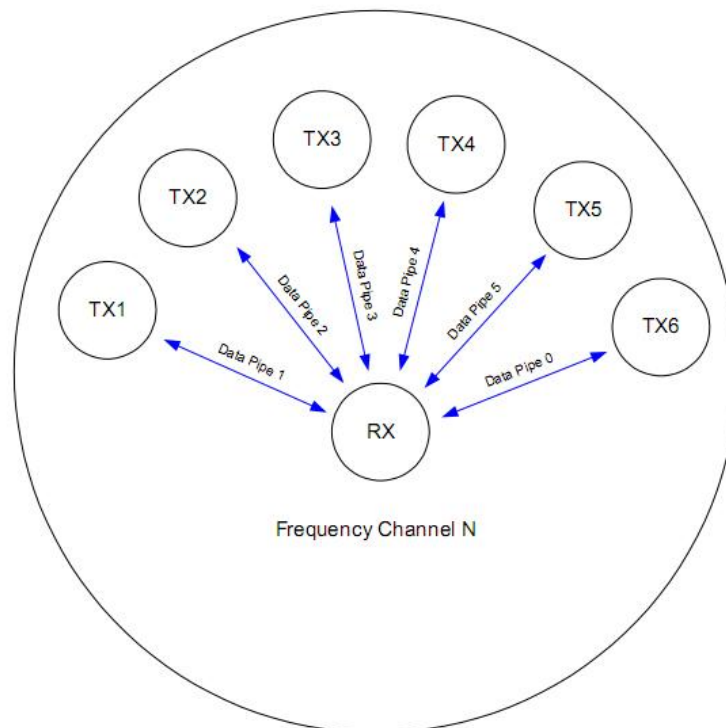 TX3
TX4
TX2
TX5
TX1
TX6
Data Pipe 1
Data Pipe 2
Data Pipe 3
Data Pipe 4
Data Pipe 5
Data Pipe 0
RX
Frequency Channel N